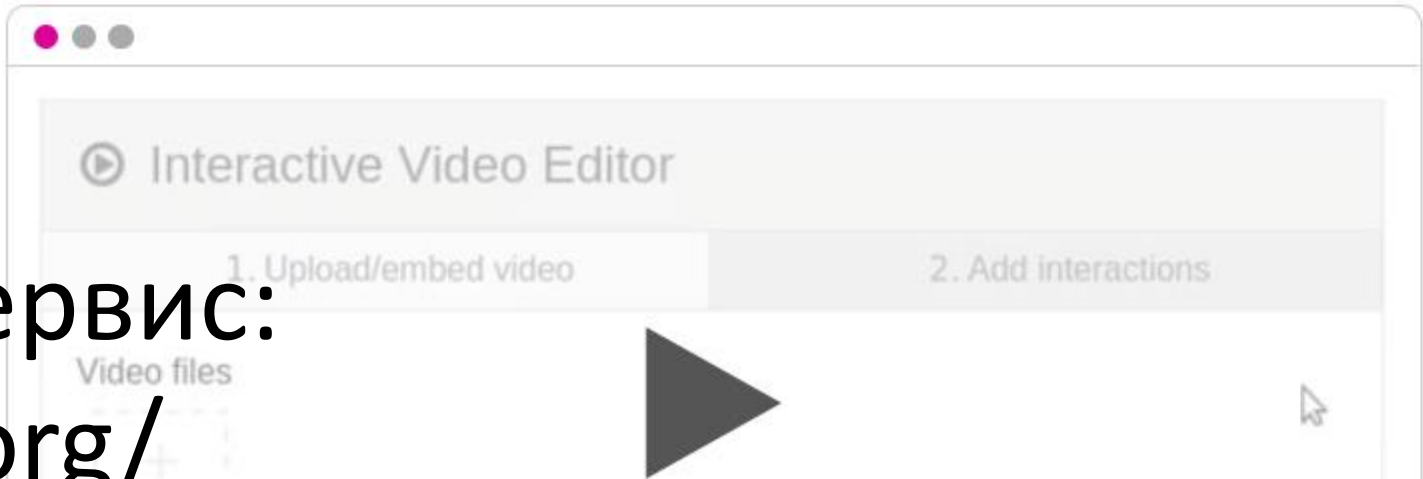 Interactive Video Editor
1. Upload/embed video 2. Add interactions
ервис:
Video files
org/